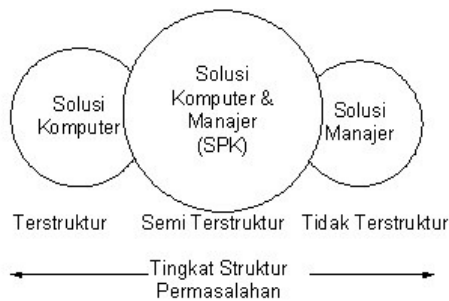 Solusi
Komputer
Solusi
Komputer &
Manajer
(SPK)
Solusi
Manajer
Terstruktur
Semi Terstruktur
Tidak Terstruktur
Tingkat Struktur
Permasalahan